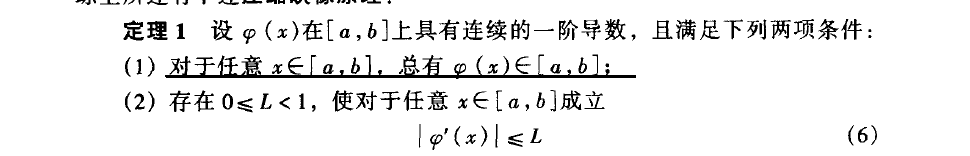 定理1 设 φ(x)在[a,b]上具有连续的一阶导数，且满足下列两项条件：
(1) 对于任意 x∈[a,b]，总有 φ(x)∈[a,b]；
(2) 存在 0≤L<1，使对于任意 x∈[a,b]成立
|φ′(x)|≤L (6)